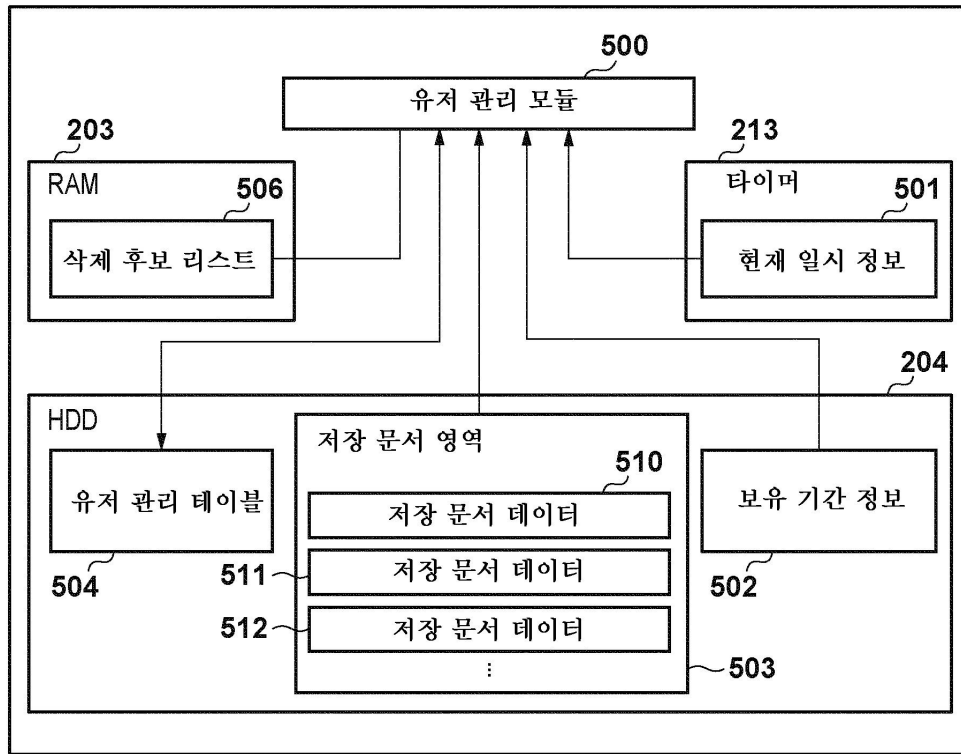 500
유저 관리 모듈
203
RAM
506
삭제 후보 리스트
213
타이머
501
현재 일시 정보
204
HDD
저장 문서 영역
유저 관리 테이블
504
510
저장 문서 데이터
511
저장 문서 데이터
512
저장 문서 데이터
⋮
503
보유 기간 정보
502